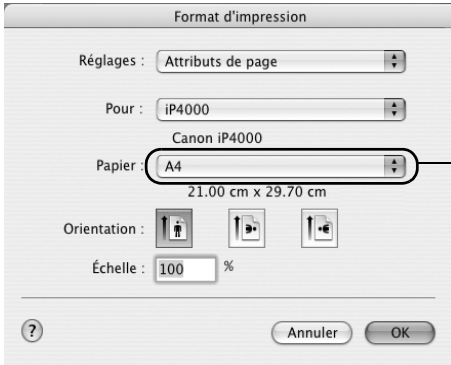 Format d'impression
Réglages : Attributs de page
Pour : iP4000
Canon iP4000
Papier : A4
21.00 cm x 29.70 cm
Orientation :
Échelle : 100 %
? Annuler OK